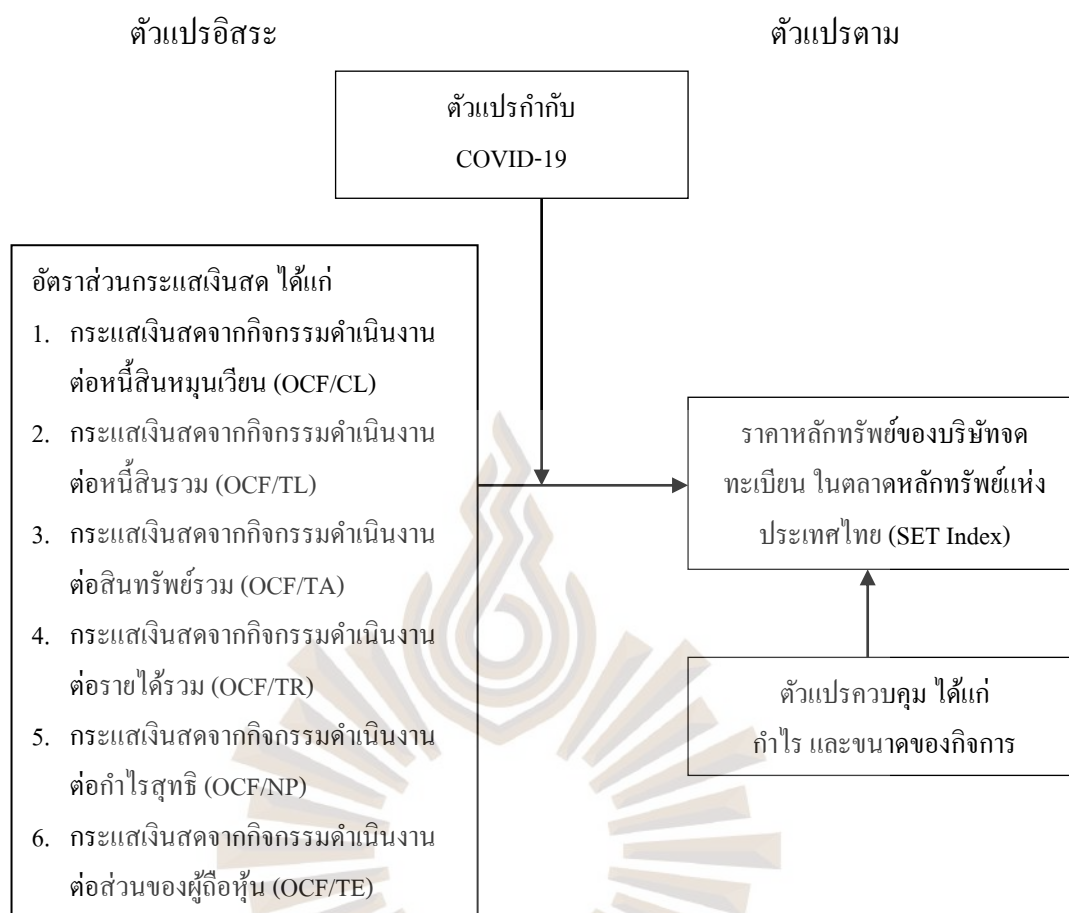 ตัวแปรอิสระ
ตัวแปรตาม
ตัวแปรกำกับ
COVID-19
อัตราส่วนกระแสเงินสด ได้แก่
1. กระแสเงินสดจากกิจกรรมดำเนินงาน
ต่อหนี้สินหมุนเวียน (OCF/CL)
2. กระแสเงินสดจากกิจกรรมดำเนินงาน
ต่อหนี้สินรวม (OCF/TL)
3. กระแสเงินสดจากกิจกรรมดำเนินงาน
ต่อสินทรัพย์รวม (OCF/TA)
4. กระแสเงินสดจากกิจกรรมดำเนินงาน
ต่อรายได้รวม (OCF/TR)
5. กระแสเงินสดจากกิจกรรมดำเนินงาน
ต่อกำไรสุทธิ (OCF/NP)
6. กระแสเงินสดจากกิจกรรมดำเนินงาน
ต่อส่วนของผู้ถือหุ้น (OCF/TE)
ราคาหลักทรัพย์ของบริษัทจด
ทะเบียน ในตลาดหลักทรัพย์แห่ง
ประเทศไทย (SET Index)
ตัวแปรควบคุม ได้แก่
กำไร และขนาดของกิจการ